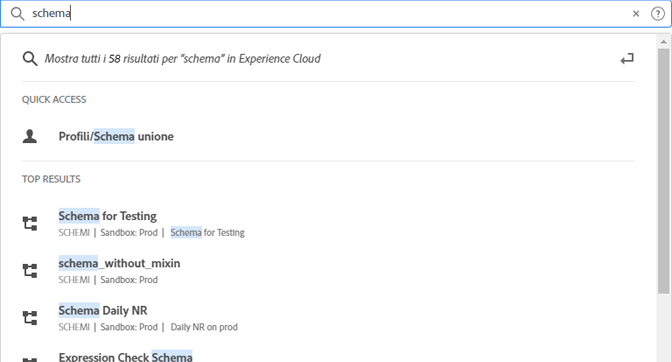 schema
Mostra tutti i 58 risultati per "schema" in Experience Cloud
QUICK ACCESS
Profili/Schema unione
TOP RESULTS
Schema for Testing
SCHEMI | Sandbox: Prod | Schema for Testing
schema_without_mixin
SCHEMI | Sandbox: Prod
Schema Daily NR
SCHEMI | Sandbox: Prod | Daily NR on prod
Expression Check Schema